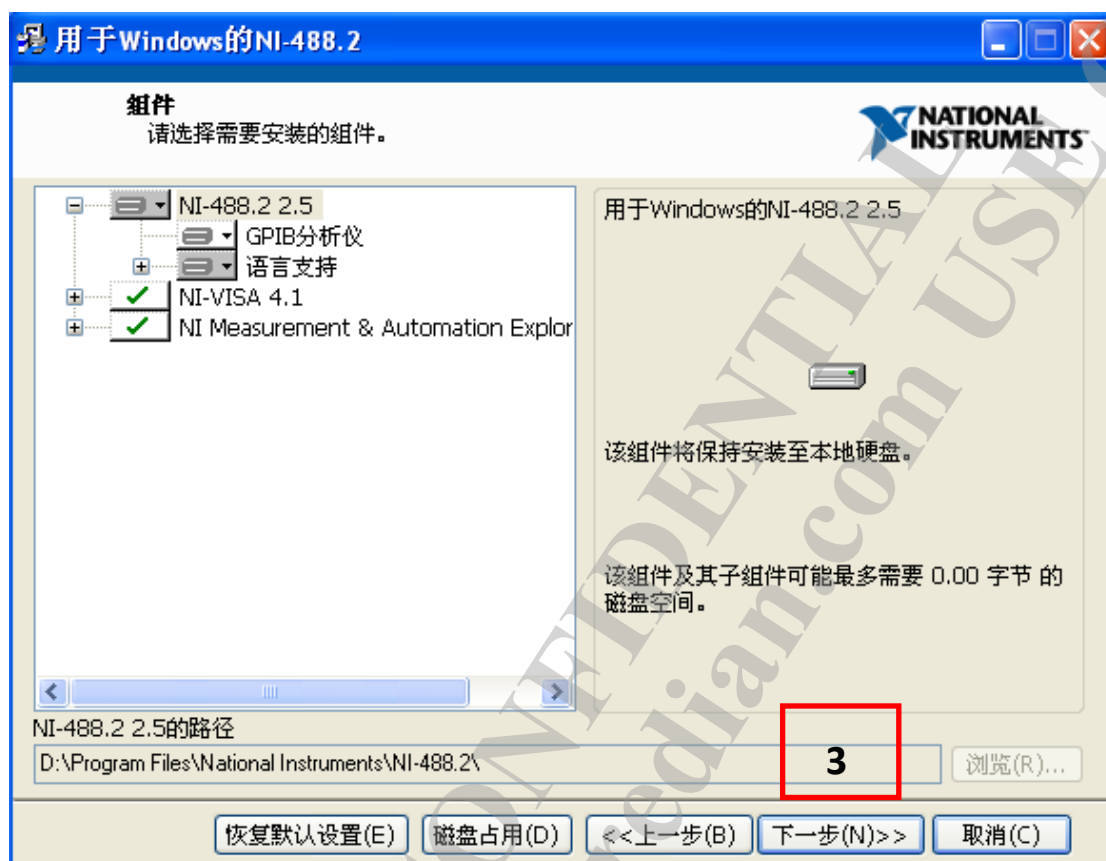 用于Windows的NI-488.2
组件
请选择需要安装的组件。
NATIONAL
INSTRUMENTS
NI-488.2 2.5
GPIB分析仪
语言支持
NI-VISA 4.1
NI Measurement & Automation Explor
用于Windows的NI-488.2 2.5
该组件将保持安装至本地硬盘。
该组件及其子组件可能最多需要 0.00 字节 的
磁盘空间。
NI-488.2 2.5的路径
D:\Program Files\National Instruments\NI-488.2\
3
浏览(R)...
恢复默认设置(E) 磁盘占用(D) <<上一步(B) 下一步(N)>> 取消(C)
CONFIDENTIAL
redian.com USE